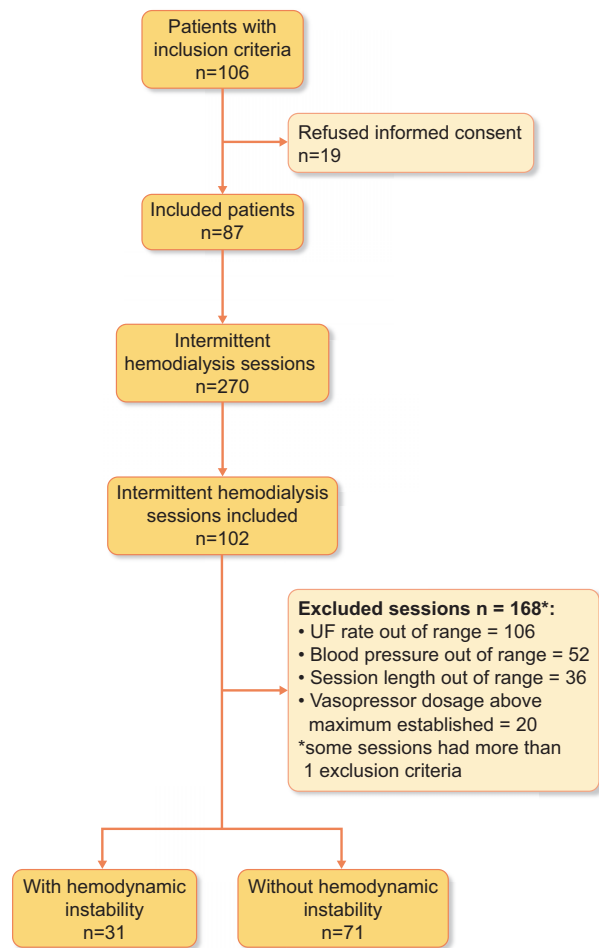 Patients with
inclusion criteria
n=106
Refused informed consent
n=19
Included patients
n=87
Intermittent
hemodialysis sessions
n=270
Intermittent hemodialysis
sessions included
n=102
Excluded sessions n = 168*:
• UF rate out of range = 106
• Blood pressure out of range = 52
• Session length out of range = 36
• Vasopressor dosage above
maximum established = 20
*some sessions had more than
1 exclusion criteria
With hemodynamic
instability
n=31
Without hemodynamic
instability
n=71